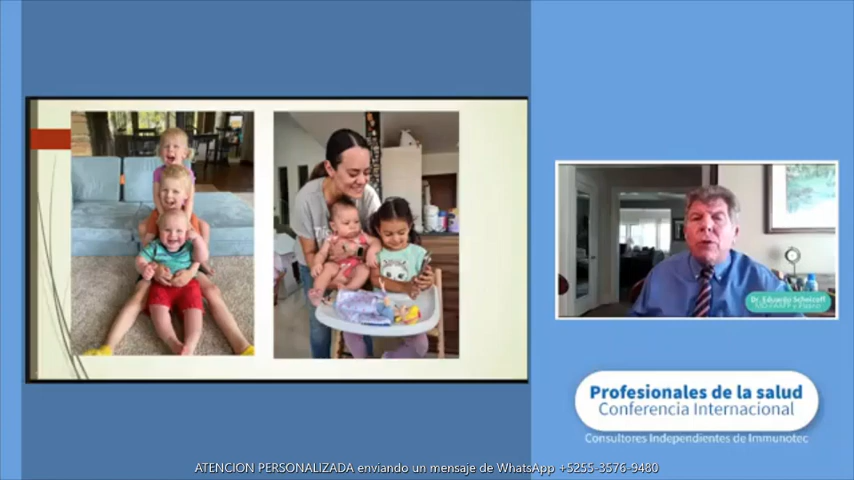 Dr. Eduardo Schnizoff
Profesionales de la salud
Conferencia Internacional
Consultores Independientes de Immunotec
ATENCION PERSONALIZADA enviando un mensaje de WhatsApp +5255-3576-9480